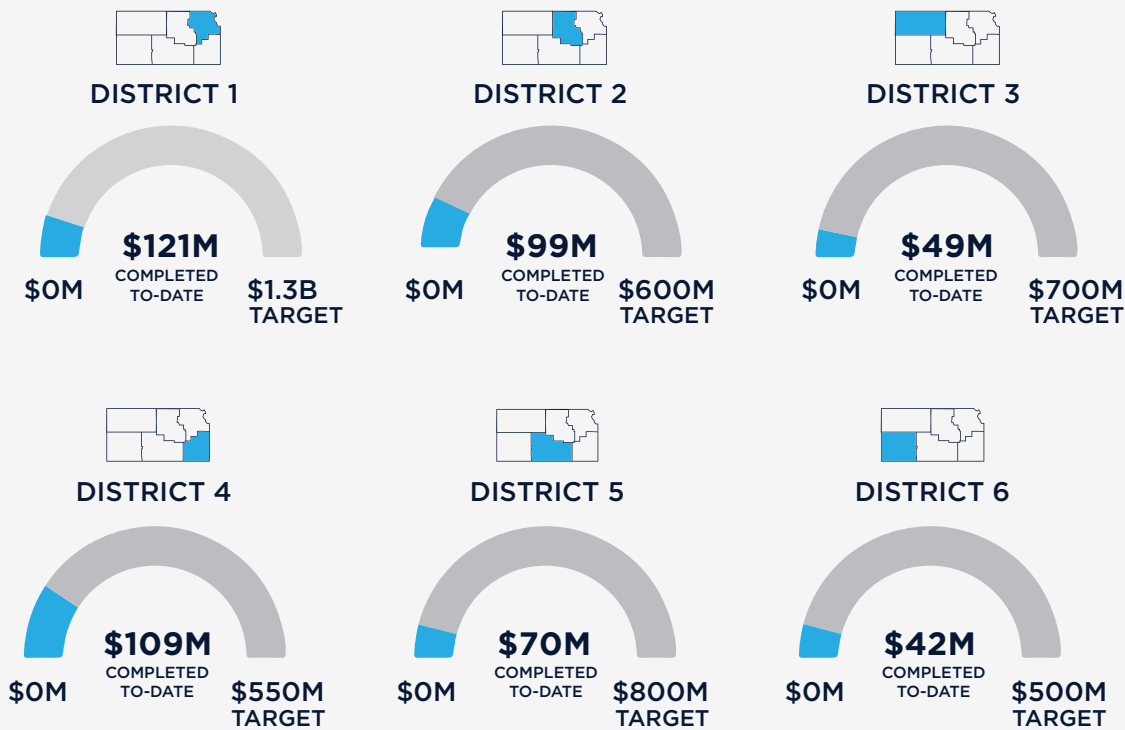 DISTRICT 1
$121M
COMPLETED
TO-DATE
$0M
$1.3B
TARGET
DISTRICT 2
$99M
COMPLETED
TO-DATE
$0M
$600M
TARGET
DISTRICT 3
$49M
COMPLETED
TO-DATE
$0M
$700M
TARGET
DISTRICT 4
$109M
COMPLETED
TO-DATE
$0M
$550M
TARGET
DISTRICT 5
$70M
COMPLETED
TO-DATE
$0M
$800M
TARGET
DISTRICT 6
$42M
COMPLETED
TO-DATE
$0M
$500M
TARGET